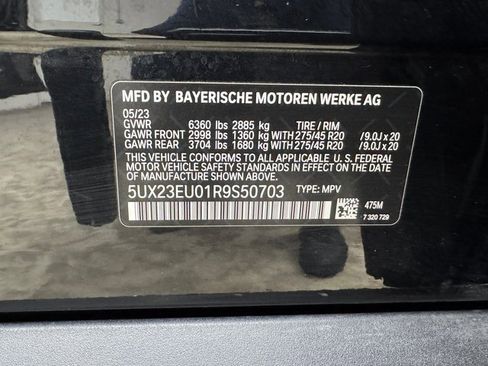 MFD BY BAYERISCHE MOTOREN WERKE AG
05/23
GVWR 6360 lbs 2885 kg TIRE / RIM
GAWR FRONT 2998 lbs 1360 kg WITH 275/45 R20 /9.0J x 20
GAWR REAR 3704 lbs 1680 kg WITH 275/45 R20 /9.0J x 20
THIS VEHICLE CONFORMS TO ALL APPLICABLE U. S. FEDERAL
MOTOR VEHICLE SAFETY STANDARDS IN EFFECT ON THE
DATE OF MANUFACTURE SHOWN ABOVE.
5UX23EU01R9S50703 TYPE: MPV
475M
7 320 729